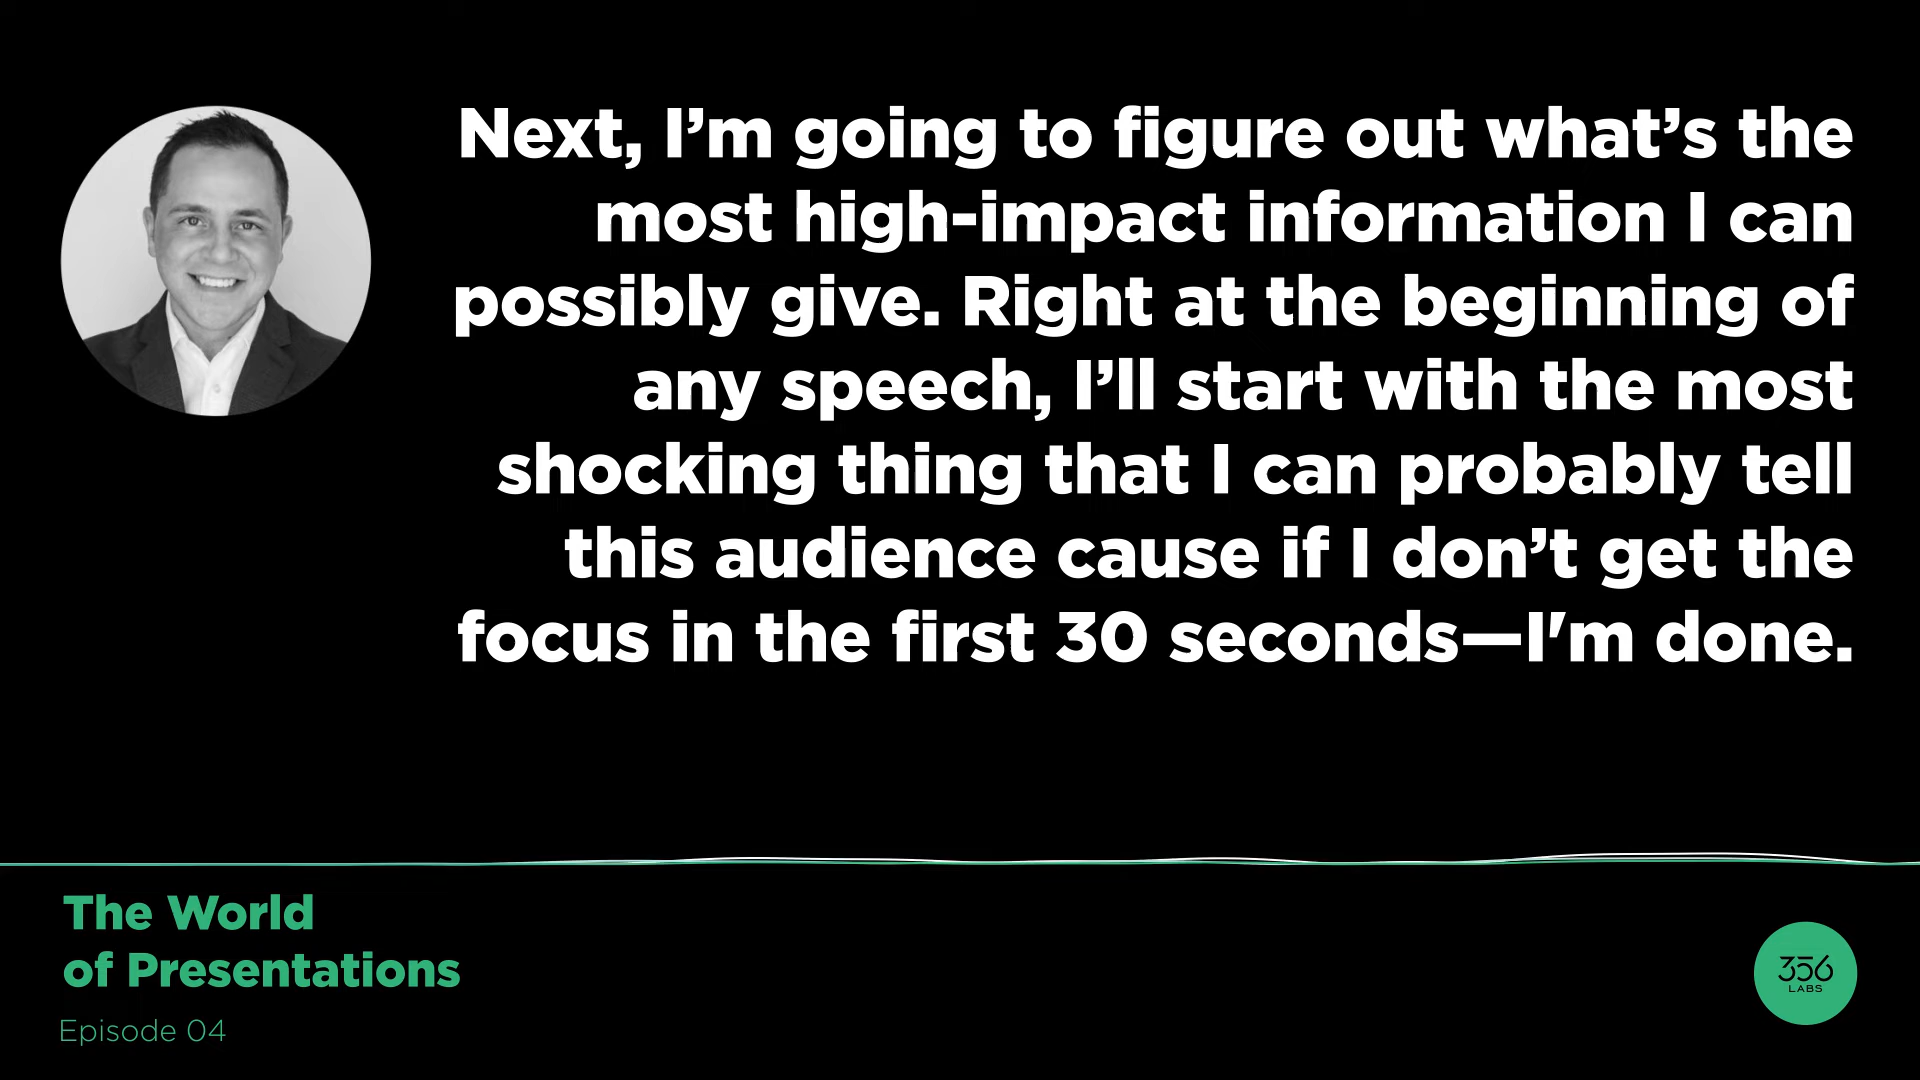 Next, I’m going to figure out what’s the
most high-impact information I can
possibly give. Right at the beginning of
any speech, I’ll start with the most
shocking thing that I can probably tell
this audience cause if I don’t get the
focus in the first 30 seconds—I'm done.
The World
of Presentations
Episode 04
356
LABS